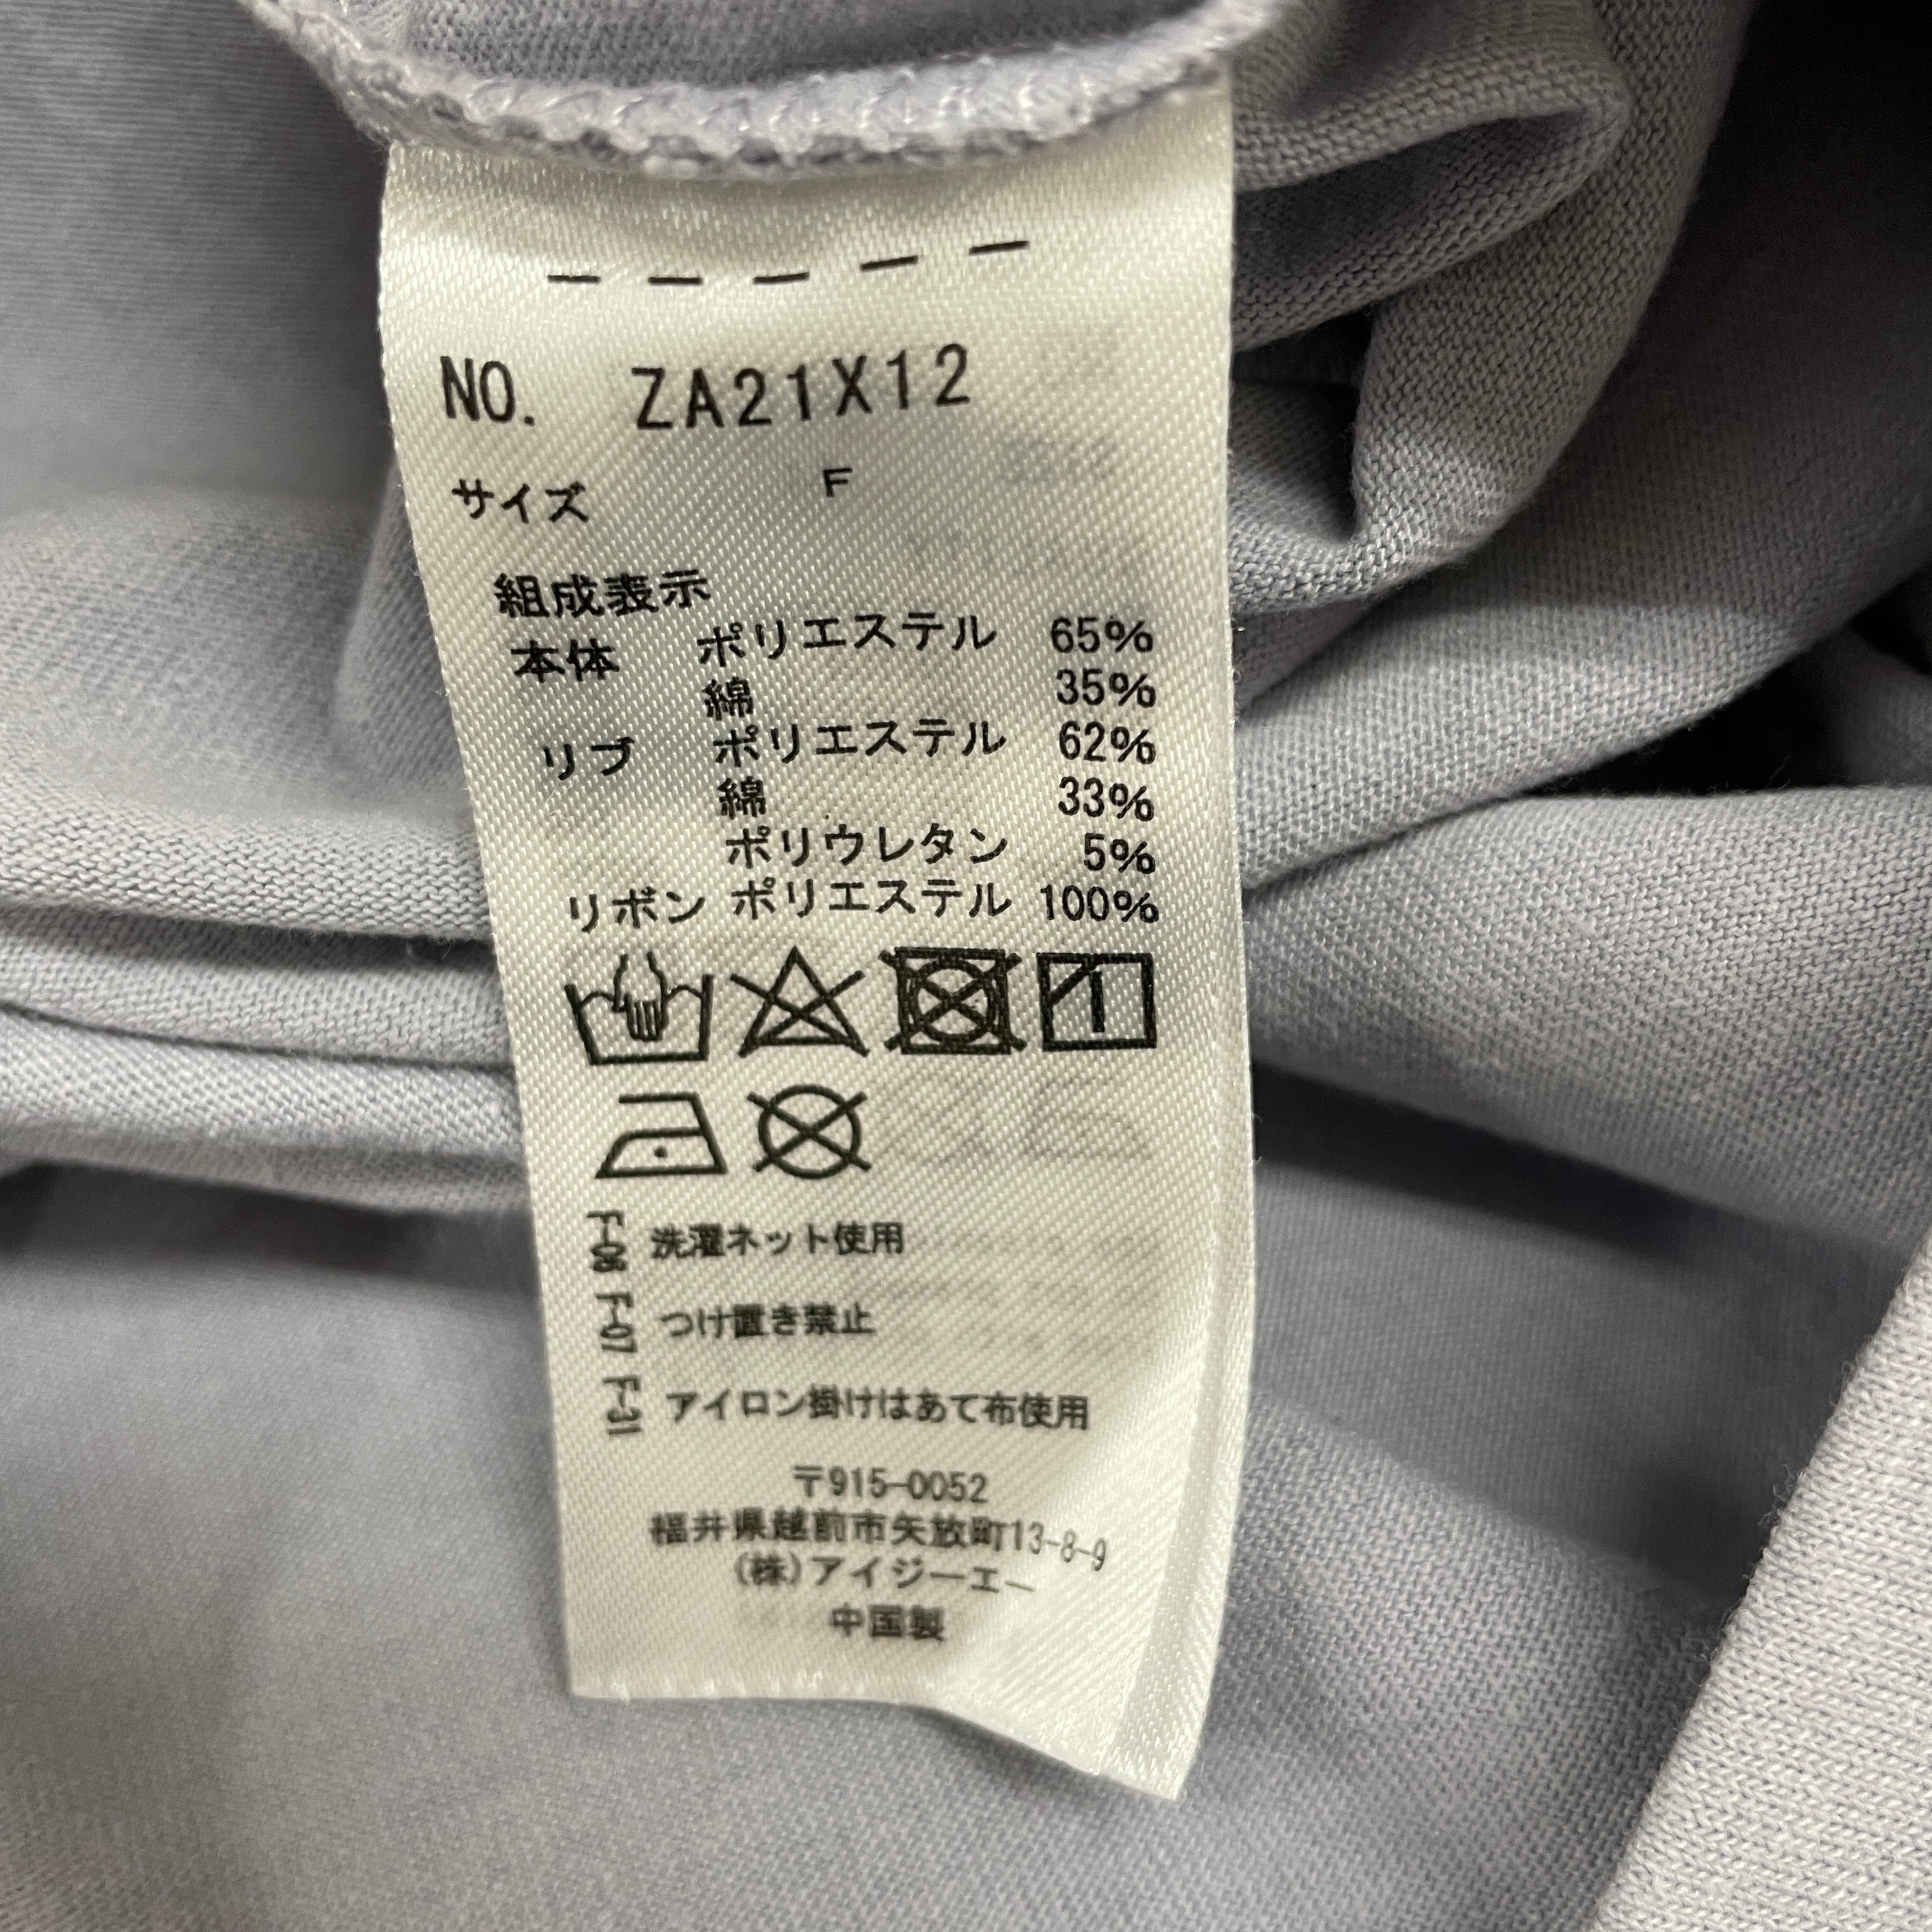 NO. ZA21X12
サイズ F
組成表示
本体 ポリエステル 65%
綿 35%
リブ ポリエステル 62%
綿 33%
ポリウレタン 5%
リボン ポリエステル 100%
F-06 洗濯ネット使用
F-07 つけ置き禁止
F-31 アイロン掛けはあて布使用
〒915-0052
福井県越前市矢放町13-8-9
(株)アイジーエー
中国製